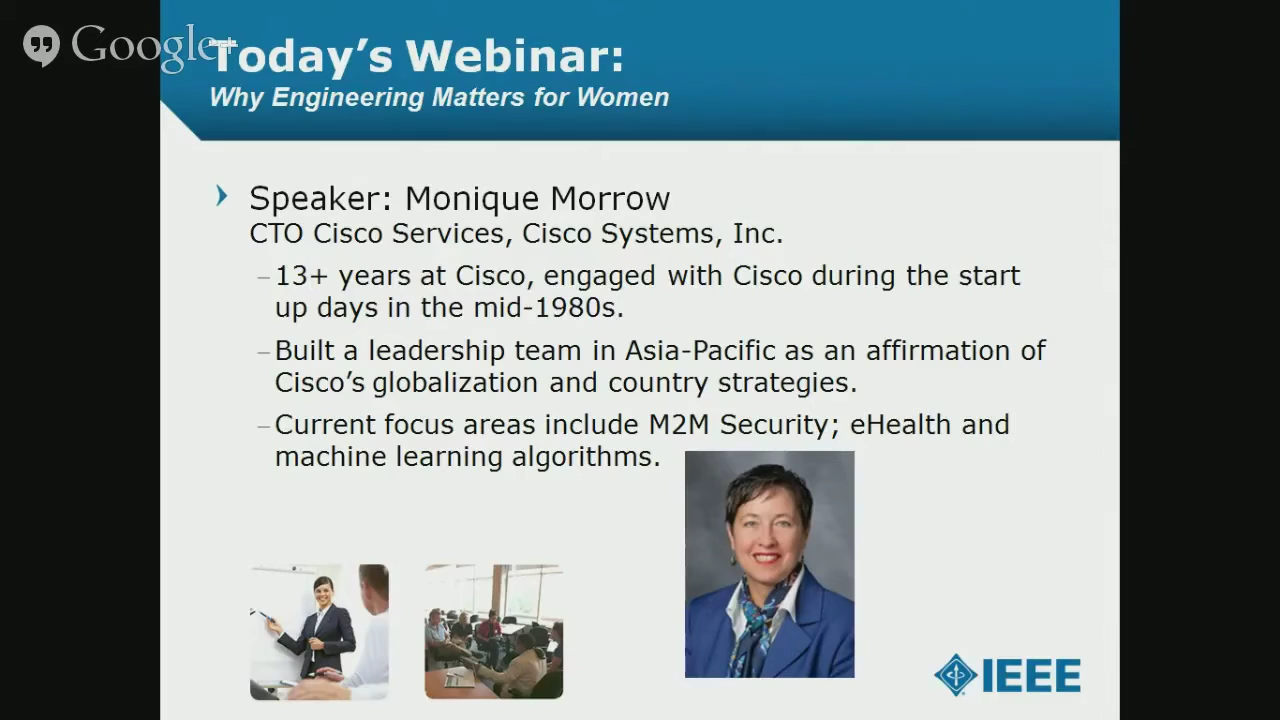 Google+
Today's Webinar:
Why Engineering Matters for Women
Speaker: Monique Morrow
CTO Cisco Services, Cisco Systems, Inc.
–13+ years at Cisco, engaged with Cisco during the start
up days in the mid-1980s.
–Built a leadership team in Asia-Pacific as an affirmation of
Cisco's globalization and country strategies.
–Current focus areas include M2M Security; eHealth and
machine learning algorithms.
IEEE